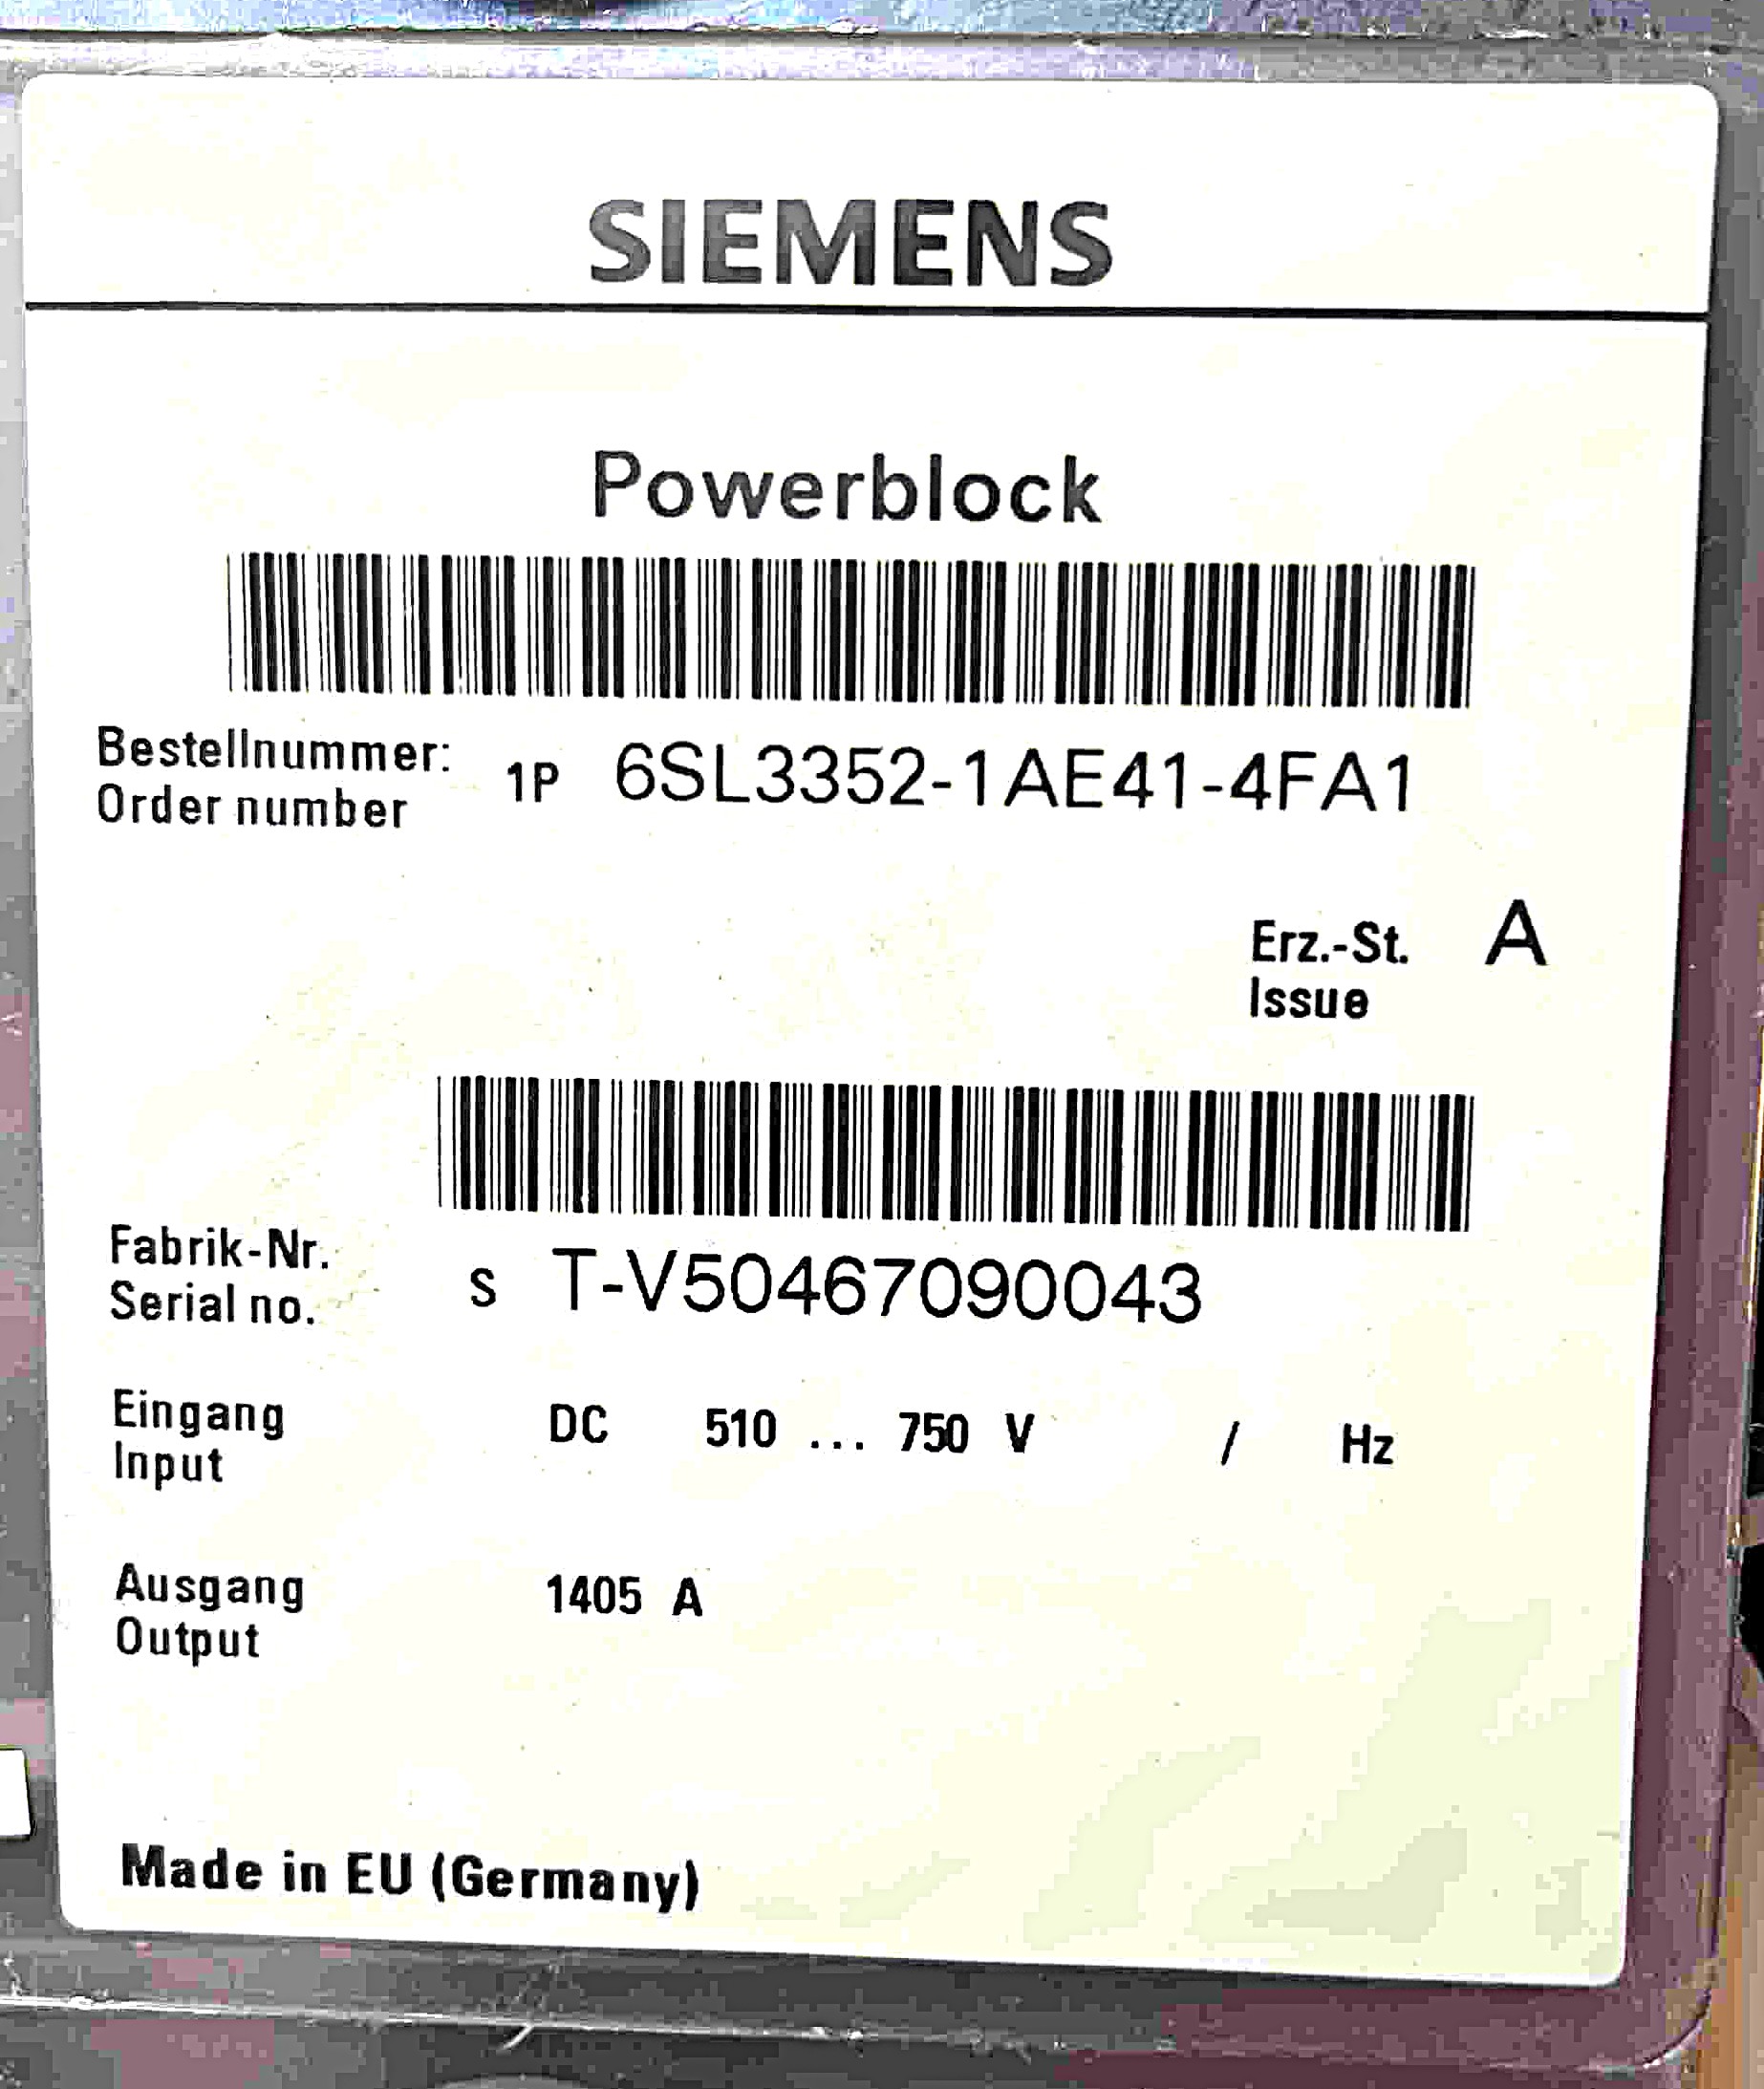 SIEMENS
Powerblock
Bestellnummer: 1P 6SL3352-1AE41-4FA1
Order number
Erz.-St. A
Issue
Fabrik-Nr. S T-V50467090043
Serial no.
Eingang DC 510 ... 750 V / Hz
Input
Ausgang 1405 A
Output
Made in EU (Germany)